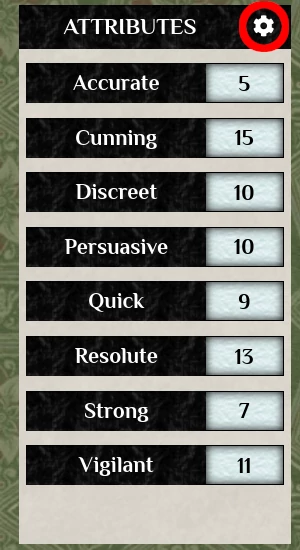 ATTRIBUTES
Accurate 5
Cunning 15
Discreet 10
Persuasive 10
Quick 9
Resolute 13
Strong 7
Vigilant 11